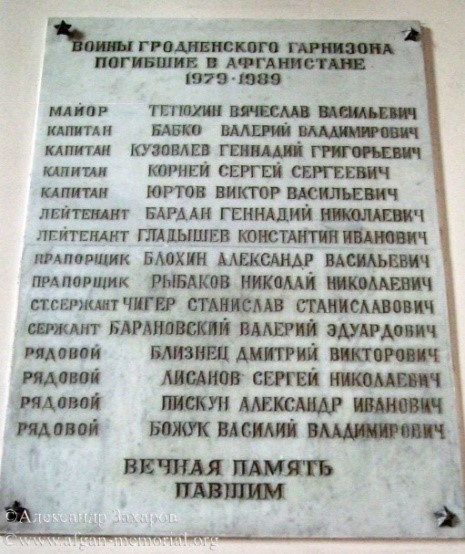 ВОИНЫ ГРОДНЕНСКОГО ГАРНИЗОНА
ПОГИБШИЕ В АФГАНИСТАНЕ
1979-1989
МАЙОР ТЕТЮХИН ВЯЧЕСЛАВ ВАСИЛЬЕВИЧ
КАПИТАН БАБКО ВАЛЕРИЙ ВЛАДИМИРОВИЧ
КАПИТАН КУЗОВЛЕВ ГЕННАДИЙ ГРИГОРЬЕВИЧ
КАПИТАН КОРНЕЙ СЕРГЕЙ СЕРГЕЕВИЧ
КАПИТАН ЮРТОВ ВИКТОР ВАСИЛЬЕВИЧ
ЛЕЙТЕНАНТ БАРДАН ГЕННАДИЙ НИКОЛАЕВИЧ
ЛЕЙТЕНАНТ ГЛАДЫШЕВ КОНСТАНТИН ИВАНОВИЧ
ПРАПОРЩИК БЛОХИН АЛЕКСАНДР ВАСИЛЬЕВИЧ
ПРАПОРЩИК РЫБАКОВ НИКОЛАЙ НИКОЛАЕВИЧ
СТ.СЕРЖАНТ ЧИГЕР СТАНИСЛАВ СТАНИСЛАВОВИЧ
СЕРЖАНТ БАРАНОВСКИЙ ВАЛЕРИЙ ЭДУАРДОВИЧ
РЯДОВОЙ БЛИЗНЕЦ ДМИТРИЙ ВИКТОРОВИЧ
РЯДОВОЙ ЛИСАНОВ СЕРГЕЙ НИКОЛАЕВИЧ
РЯДОВОЙ ПИСКУН АЛЕКСАНДР ИВАНОВИЧ
РЯДОВОЙ БОЖУК ВАСИЛИЙ ВЛАДИМИРОВИЧ
ВЕЧНАЯ ПАМЯТЬ
ПАВШИМ
©Александр Захаров
©www.afgan-memorial.org